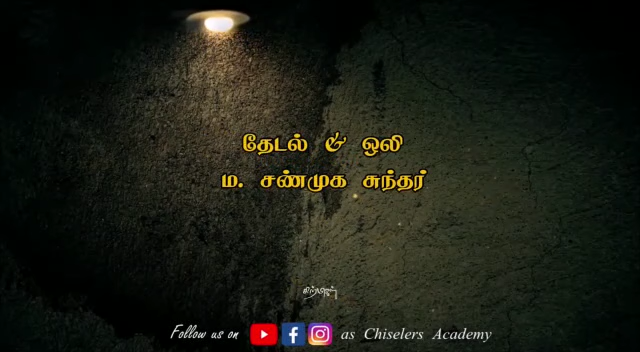 தேடல் & ஒலி
ம. சண்முக சுந்தர்
Follow us on as Chiselers Academy